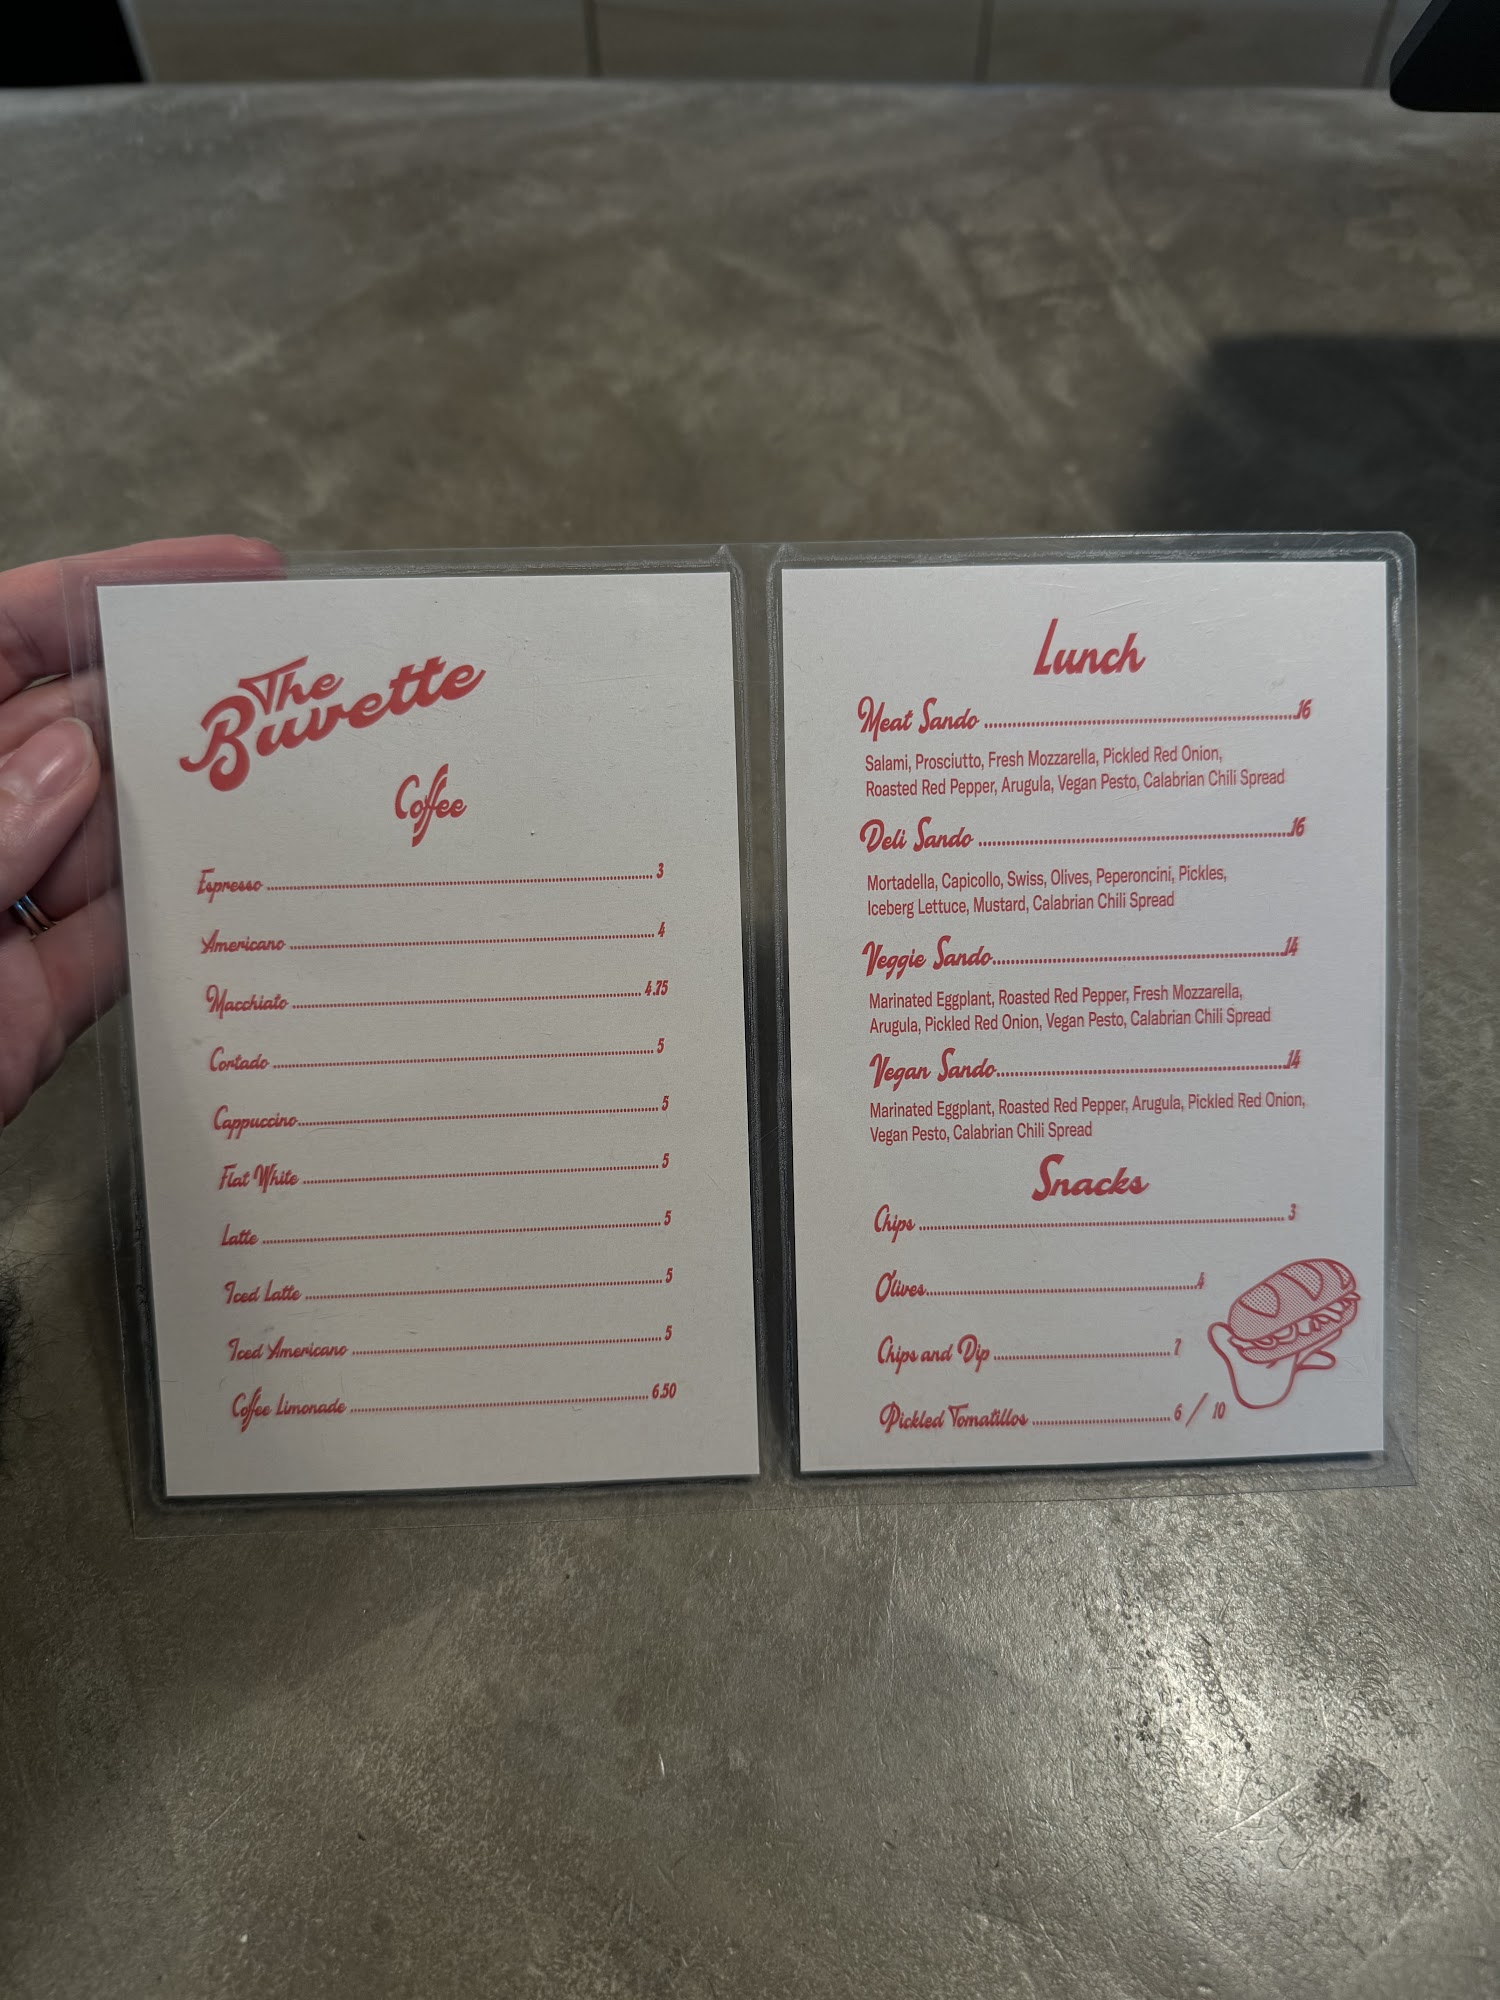 The
Buvette
Coffee
Espresso 3
Americano 4
Macchiato 4.75
Cortado 5
Cappuccino 5
Flat White 5
Latte 5
Iced Latte 5
Iced Americano 5
Coffee Limonade 6.50
Lunch
Meat Sando 16
Salami, Prosciutto, Fresh Mozzarella, Pickled Red Onion,
Roasted Red Pepper, Arugula, Vegan Pesto, Calabrian Chili Spread
Deli Sando 16
Mortadella, Capicollo, Swiss, Olives, Peperoncini, Pickles,
Iceberg Lettuce, Mustard, Calabrian Chili Spread
Veggie Sando 14
Marinated Eggplant, Roasted Red Pepper, Fresh Mozzarella,
Arugula, Pickled Red Onion, Vegan Pesto, Calabrian Chili Spread
Vegan Sando 14
Marinated Eggplant, Roasted Red Pepper, Arugula, Pickled Red Onion,
Vegan Pesto, Calabrian Chili Spread
Snacks
Chips 3
Olives 4
Chips and Dip 7
Pickled Tomatillos 6 / 10